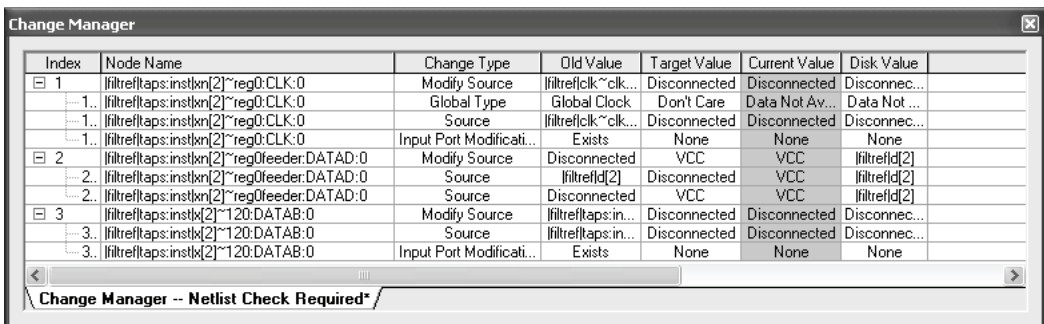 Change Manager
Index Node Name Change Type Old Value Target Value Current Value Disk Value
1 |filtref|taps:inst|xn[2]~reg0:CLK:0 Modify Source |filtref|clk~clk... Disconnected Disconnected Disconnec...
1.. |filtref|taps:inst|xn[2]~reg0:CLK:0 Global Type Global Clock Don't Care Data Not Av... Data Not ...
1.. |filtref|taps:inst|xn[2]~reg0:CLK:0 Source |filtref|clk~clk... Disconnected Disconnected Disconnec...
1.. |filtref|taps:inst|xn[2]~reg0:CLK:0 Input Port Modificati... Exists None None None
2 |filtref|taps:inst|xn[2]~reg0feeder:DATAD:0 Modify Source Disconnected VCC VCC |filtref|d[2]
2.. |filtref|taps:inst|xn[2]~reg0feeder:DATAD:0 Source |filtref|d[2] Disconnected VCC |filtref|d[2]
2.. |filtref|taps:inst|xn[2]~reg0feeder:DATAD:0 Source Disconnected VCC VCC |filtref|d[2]
3 |filtref|taps:inst|x[2]~120:DATAB:0 Modify Source |filtref|taps:in... Disconnected Disconnected Disconnec...
3.. |filtref|taps:inst|x[2]~120:DATAB:0 Source |filtref|taps:in... Disconnected Disconnected Disconnec...
3.. |filtref|taps:inst|x[2]~120:DATAB:0 Input Port Modificati... Exists None None None
Change Manager -- Netlist Check Required*